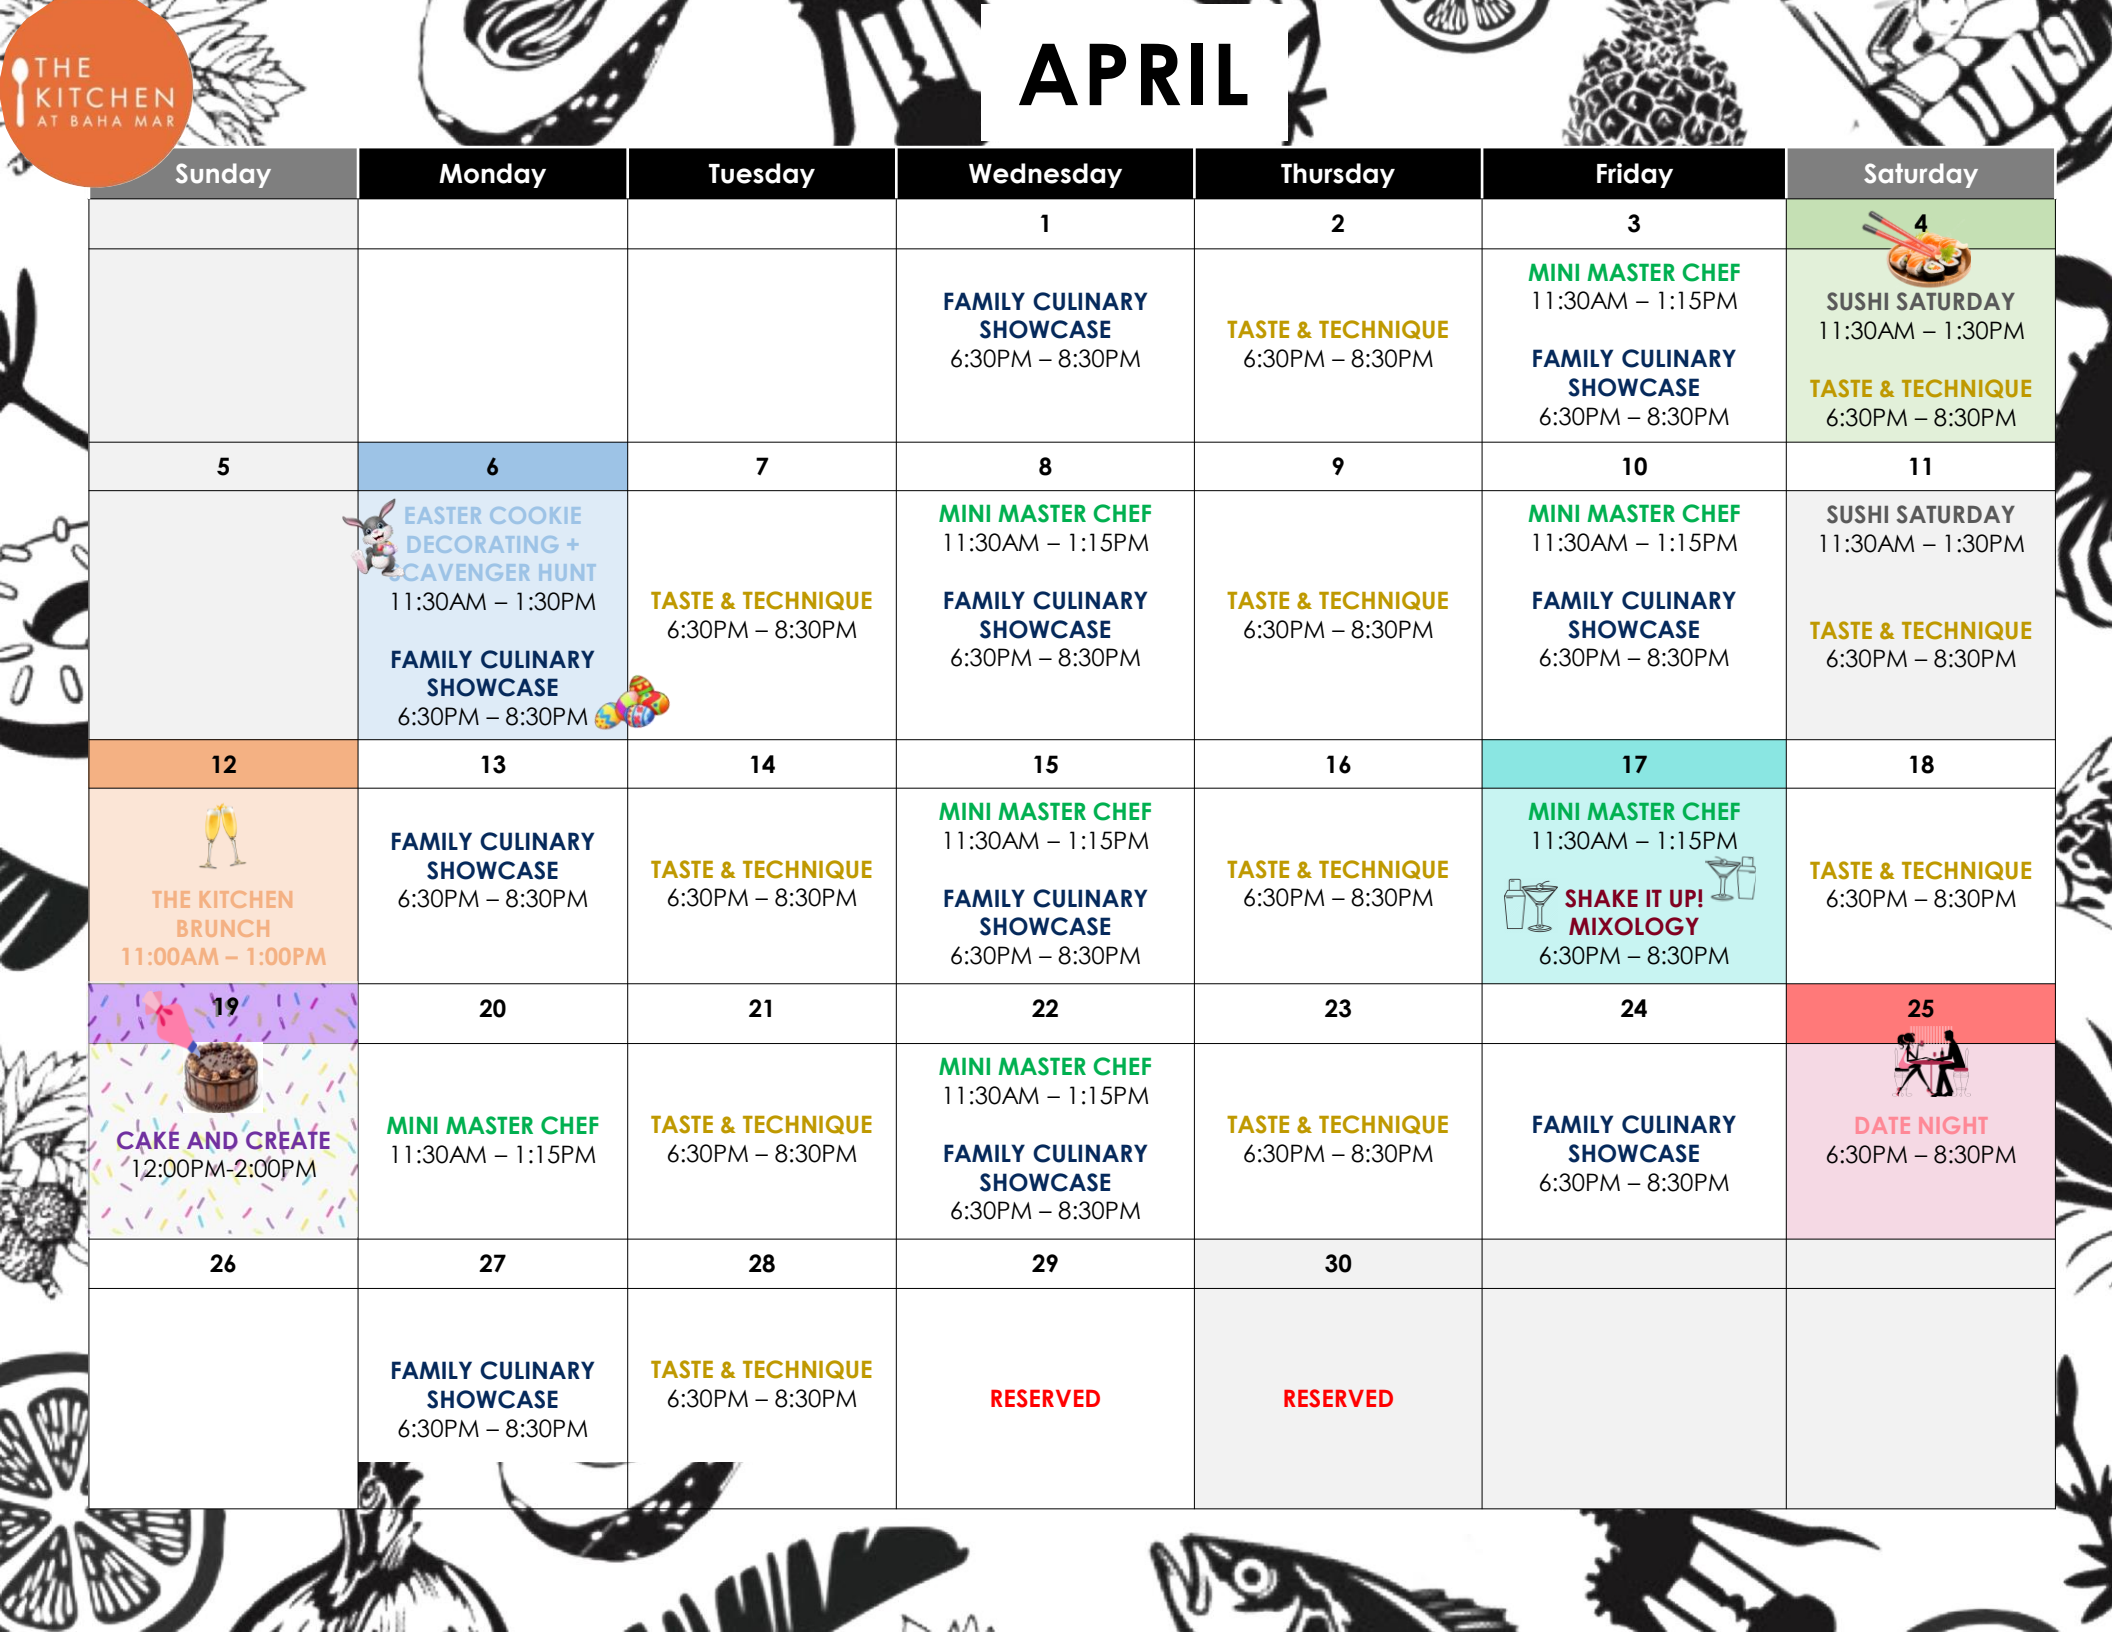 THE
KITCHEN
AT BAHA MAR
APRIL
Sunday Monday Tuesday Wednesday Thursday Friday Saturday
1 2 3 4
FAMILY CULINARY
SHOWCASE
6:30PM – 8:30PM
TASTE & TECHNIQUE
6:30PM – 8:30PM
MINI MASTER CHEF
11:30AM – 1:15PM
FAMILY CULINARY
SHOWCASE
6:30PM – 8:30PM
SUSHI SATURDAY
11:30AM – 1:30PM
TASTE & TECHNIQUE
6:30PM – 8:30PM
5 6 7 8 9 10 11
EASTER COOKIE
DECORATING +
SCAVENGER HUNT
11:30AM – 1:30PM
FAMILY CULINARY
SHOWCASE
6:30PM – 8:30PM
TASTE & TECHNIQUE
6:30PM – 8:30PM
MINI MASTER CHEF
11:30AM – 1:15PM
FAMILY CULINARY
SHOWCASE
6:30PM – 8:30PM
TASTE & TECHNIQUE
6:30PM – 8:30PM
MINI MASTER CHEF
11:30AM – 1:15PM
FAMILY CULINARY
SHOWCASE
6:30PM – 8:30PM
SUSHI SATURDAY
11:30AM – 1:30PM
TASTE & TECHNIQUE
6:30PM – 8:30PM
12 13 14 15 16 17 18
THE KITCHEN
BRUNCH
11:00AM – 1:00PM
FAMILY CULINARY
SHOWCASE
6:30PM – 8:30PM
TASTE & TECHNIQUE
6:30PM – 8:30PM
MINI MASTER CHEF
11:30AM – 1:15PM
FAMILY CULINARY
SHOWCASE
6:30PM – 8:30PM
TASTE & TECHNIQUE
6:30PM – 8:30PM
MINI MASTER CHEF
11:30AM – 1:15PM
SHAKE IT UP!
MIXOLOGY
6:30PM – 8:30PM
TASTE & TECHNIQUE
6:30PM – 8:30PM
19 20 21 22 23 24 25
CAKE AND CREATE
12:00PM-2:00PM
MINI MASTER CHEF
11:30AM – 1:15PM
TASTE & TECHNIQUE
6:30PM – 8:30PM
MINI MASTER CHEF
11:30AM – 1:15PM
FAMILY CULINARY
SHOWCASE
6:30PM – 8:30PM
TASTE & TECHNIQUE
6:30PM – 8:30PM
FAMILY CULINARY
SHOWCASE
6:30PM – 8:30PM
DATE NIGHT
6:30PM – 8:30PM
26 27 28 29 30
FAMILY CULINARY
SHOWCASE
6:30PM – 8:30PM
TASTE & TECHNIQUE
6:30PM – 8:30PM
RESERVED
RESERVED